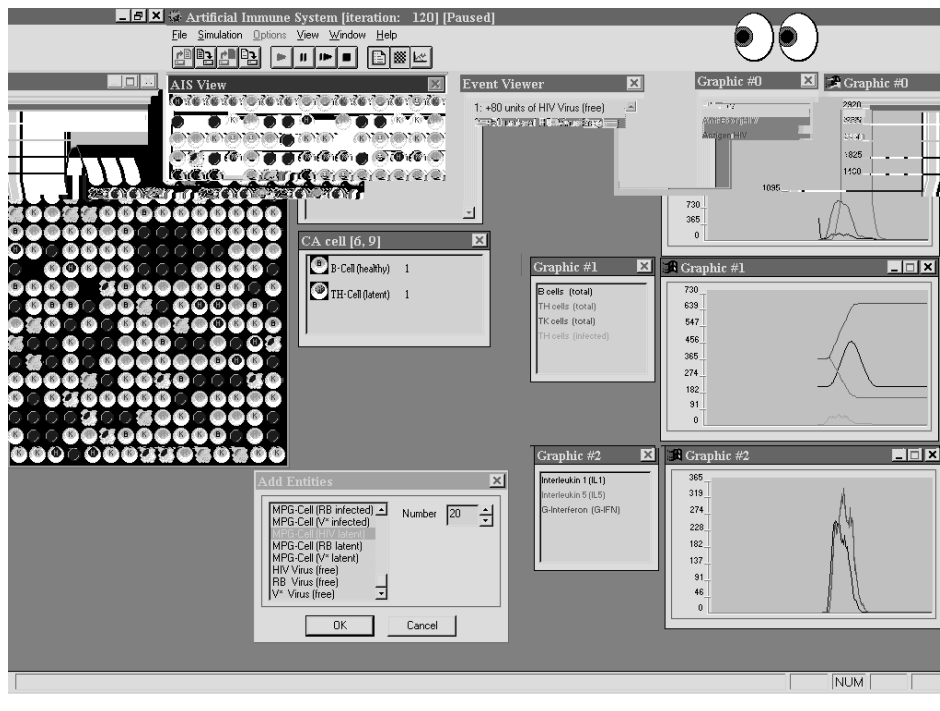 Artificial Immune System [iteration: 120] [Paused]
File Simulation Options View Window Help
AIS View
Event Viewer
1: +80 units of HIV Virus (free)
Graphic #0
Graphic #0
2920
1825
1095
730
365
0
CA cell [6, 9]
B-Cell (healthy) 1
TH-Cell (latent) 1
Graphic #1
B cells (total)
TH cells (total)
TK cells (total)
TH cells (infected)
Graphic #1
730
639
547
456
365
274
182
91
0
Graphic #2
Interleukin 1 (IL1)
Interleukin 5 (IL5)
G-Interferon (G-IFN)
Graphic #2
365
319
274
228
182
137
91
46
0
Add Entities
MPG-Cell (RB infected)
MPG-Cell (V* infected)
MPG-Cell (HIV latent)
MPG-Cell (RB latent)
MPG-Cell (V* latent)
HIV Virus (free)
RB Virus (free)
V* Virus (free)
Number 20
OK Cancel
NUM